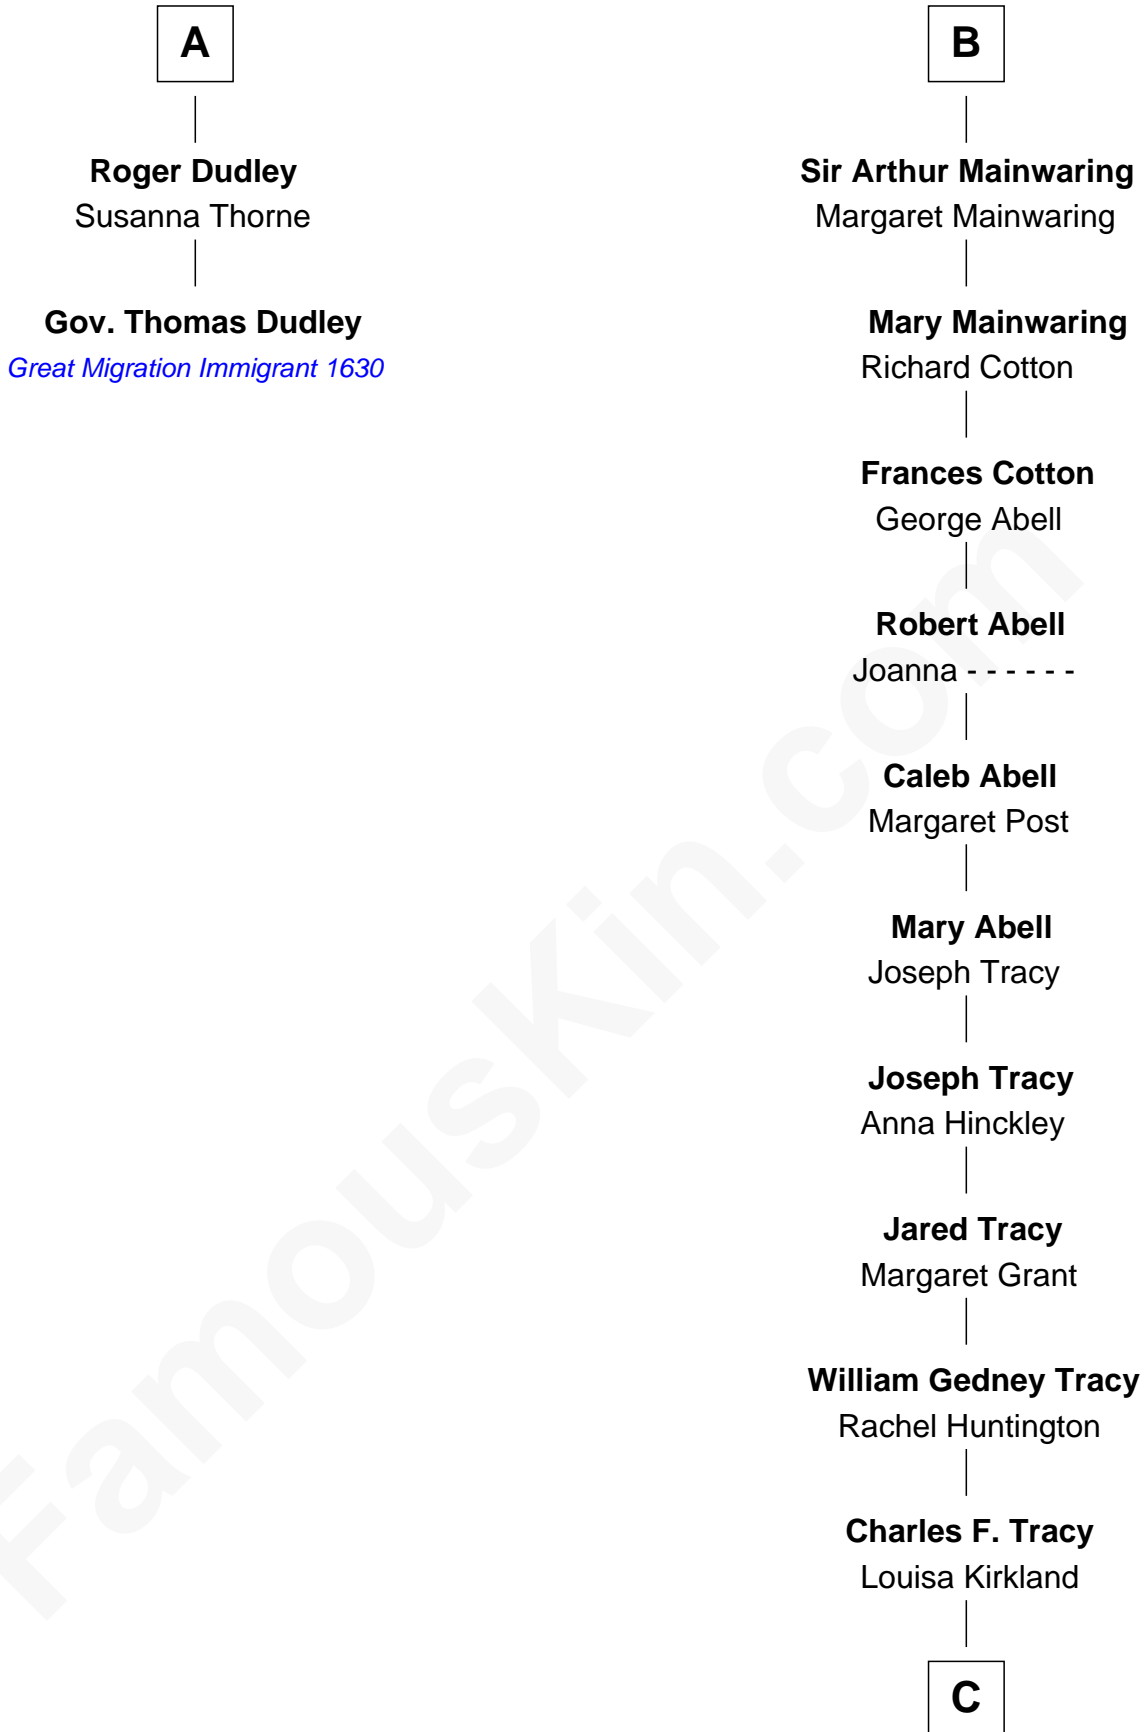 A
Roger Dudley
Susanna Thorne
Gov. Thomas Dudley
Great Migration Immigrant 1630
B
Sir Arthur Mainwaring
Margaret Mainwaring
Mary Mainwaring
Richard Cotton
Frances Cotton
George Abell
Robert Abell
Joanna - - - - - -
Caleb Abell
Margaret Post
Mary Abell
Joseph Tracy
Joseph Tracy
Anna Hinckley
Jared Tracy
Margaret Grant
William Gedney Tracy
Rachel Huntington
Charles F. Tracy
Louisa Kirkland
C
FamousKin.com